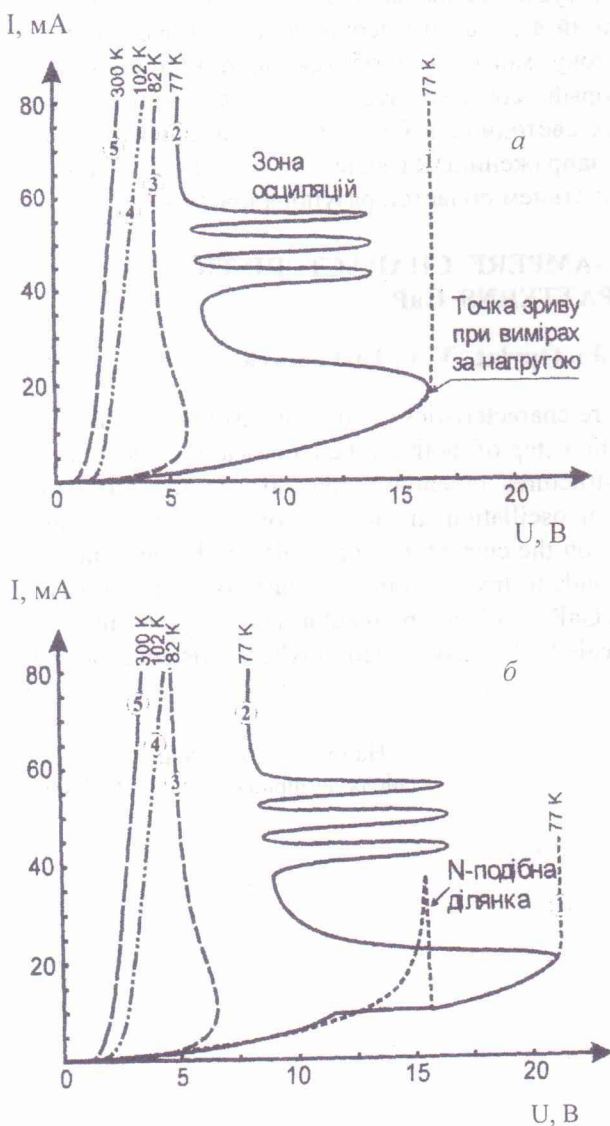 I, мА
80
60
40
20
0
300 K
102 K
82 K
77 K
77 K
5
4
3
2
а
Зона
осциляцій
Точка зриву
при вимірах
за напругою
5
10
15
20
U, В
I, мА
80
60
40
20
0
300 K
102 K
82 K
77 K
77 K
5
4
3
2
б
N-подібна
ділянка
5
10
15
20
U, В